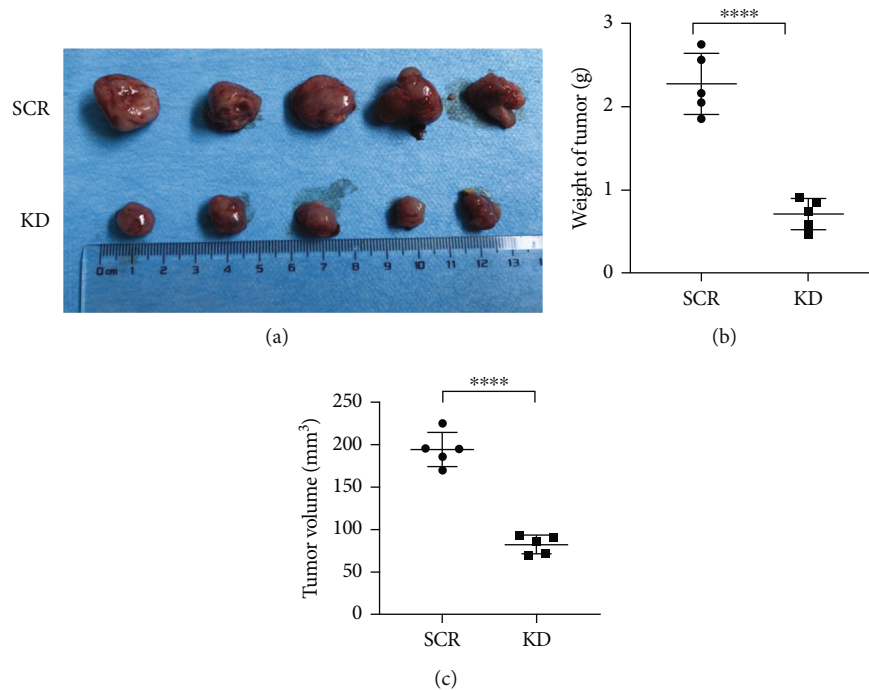 SCR
KD
0 cm 1 2 3 4 5 6 7 8 9 10 11 12 13
(a)
****
Weight of tumor (g)
3
2
1
0
SCR KD
(b)
****
Tumor volume (mm³)
250
200
150
100
50
0
SCR KD
(c)